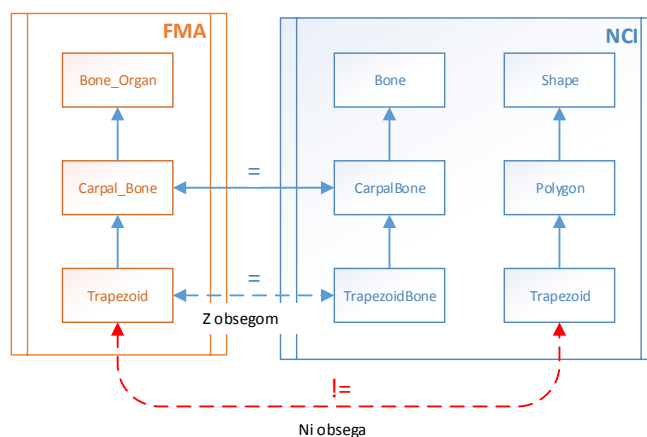 FMA
NCI
Bone_Organ
Bone
Shape
Carpal_Bone
=
CarpalBone
Polygon
Trapezoid
=
TrapezoidBone
Trapezoid
Z obsegom
!=
Ni obsega